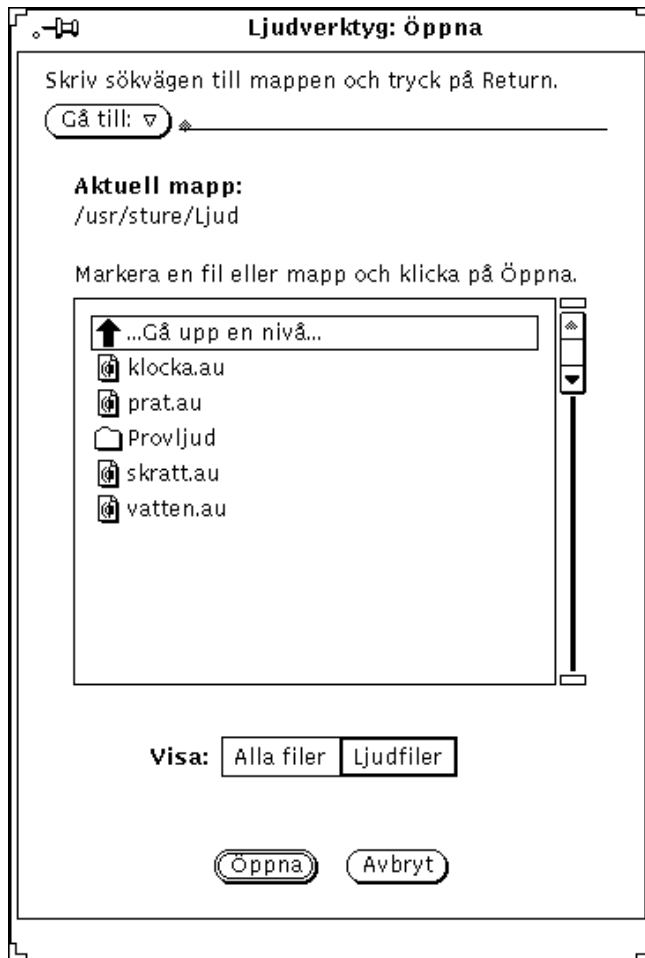 Ljudverktyg: Öppna
Skriv sökvägen till mappen och tryck på Return.
Gå till:
Aktuell mapp:
/usr/sture/Ljud
Markera en fil eller mapp och klicka på Öppna.
...Gå upp en nivå...
klocka.au
prat.au
Provljud
skratt.au
vatten.au
Visa: Alla filer Ljudfiler
Öppna Avbryt